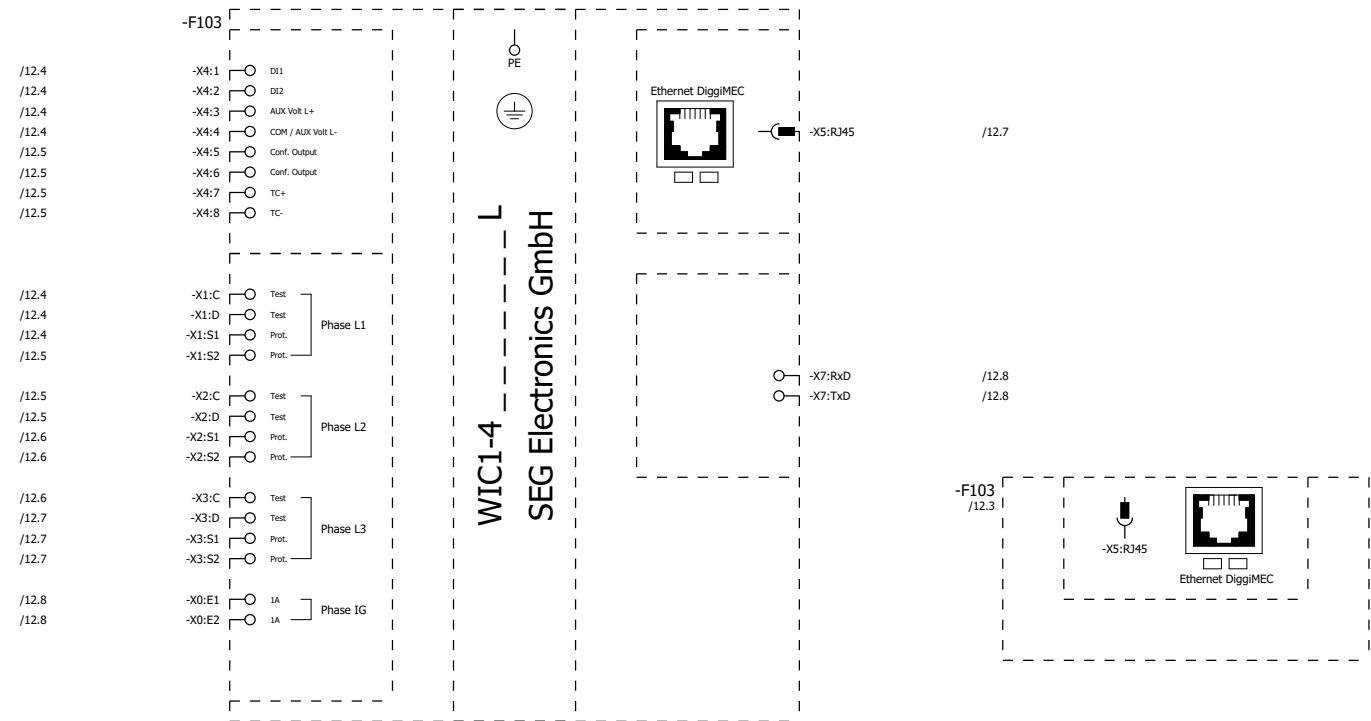 -F103
/12.4 -X4:1 DI1
/12.4 -X4:2 DI2
/12.4 -X4:3 AUX Volt L+
/12.4 -X4:4 COM / AUX Volt L-
/12.5 -X4:5 Conf. Output
/12.5 -X4:6 Conf. Output
/12.5 -X4:7 TC+
/12.5 -X4:8 TC-
/12.4 -X1:C Test
/12.4 -X1:D Test
Phase L1
/12.4 -X1:S1 Prot.
/12.5 -X1:S2 Prot.
/12.5 -X2:C Test
/12.5 -X2:D Test
Phase L2
/12.6 -X2:S1 Prot.
/12.6 -X2:S2 Prot.
/12.6 -X3:C Test
/12.7 -X3:D Test
Phase L3
/12.7 -X3:S1 Prot.
/12.7 -X3:S2 Prot.
/12.8 -X0:E1 1A
Phase IG
/12.8 -X0:E2 1A
PE
WIC1-4_ _ _ _ _ _ _ L
SEG Electronics GmbH
Ethernet DiggiMEC
-X5:RJ45 /12.7
-X7:RxD /12.8
-X7:TxD /12.8
-F103
/12.3
-X5:RJ45
Ethernet DiggiMEC